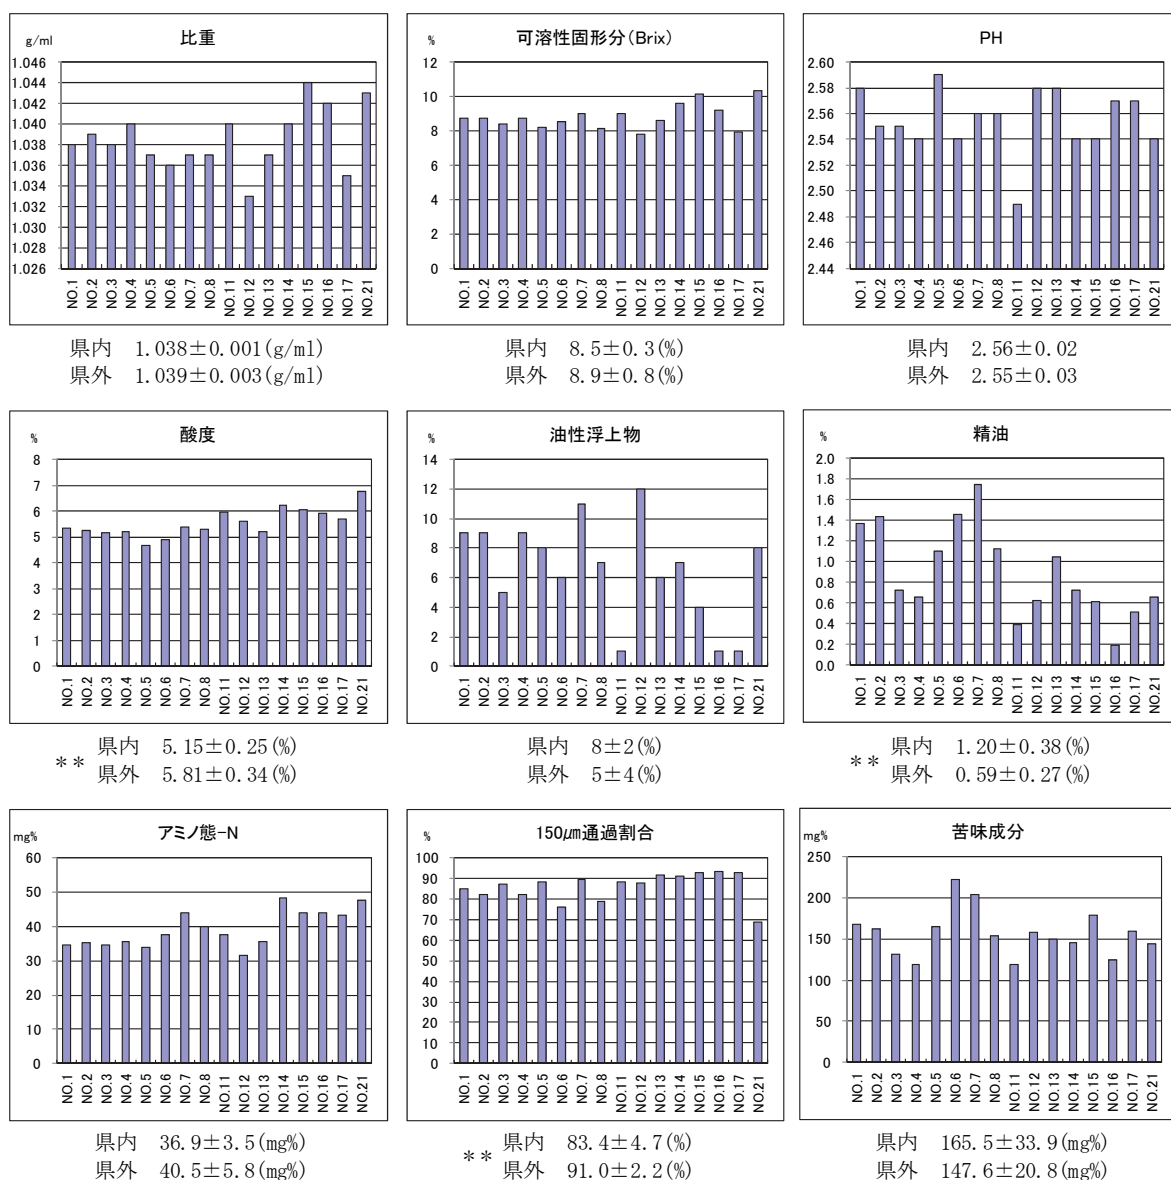 比重
g/ml
1.046
1.044
1.042
1.040
1.038
1.036
1.034
1.032
1.030
1.028
1.026
NO.1 NO.2 NO.3 NO.4 NO.5 NO.6 NO.7 NO.8 NO.11 NO.12 NO.13 NO.14 NO.15 NO.16 NO.17 NO.21
県内 1.038±0.001(g/ml)
県外 1.039±0.003(g/ml)
可溶性固形分(Brix)
%
12
10
8
6
4
2
0
NO.1 NO.2 NO.3 NO.4 NO.5 NO.6 NO.7 NO.8 NO.11 NO.12 NO.13 NO.14 NO.15 NO.16 NO.17 NO.21
県内 8.5±0.3(%)
県外 8.9±0.8(%)
PH
2.60
2.58
2.56
2.54
2.52
2.50
2.48
2.46
2.44
NO.1 NO.2 NO.3 NO.4 NO.5 NO.6 NO.7 NO.8 NO.11 NO.12 NO.13 NO.14 NO.15 NO.16 NO.17 NO.21
県内 2.56±0.02
県外 2.55±0.03
酸度
%
8
7
6
5
4
3
2
1
0
NO.1 NO.2 NO.3 NO.4 NO.5 NO.6 NO.7 NO.8 NO.11 NO.12 NO.13 NO.14 NO.15 NO.16 NO.17 NO.21
県内 5.15±0.25(%)
** 県外 5.81±0.34(%)
油性浮上物
%
14
12
10
8
6
4
2
0
NO.1 NO.2 NO.3 NO.4 NO.5 NO.6 NO.7 NO.8 NO.11 NO.12 NO.13 NO.14 NO.15 NO.16 NO.17 NO.21
県内 8±2(%)
県外 5±4(%)
精油
%
2.0
1.8
1.6
1.4
1.2
1.0
0.8
0.6
0.4
0.2
0.0
NO.1 NO.2 NO.3 NO.4 NO.5 NO.6 NO.7 NO.8 NO.11 NO.12 NO.13 NO.14 NO.15 NO.16 NO.17 NO.21
県内 1.20±0.38(%)
** 県外 0.59±0.27(%)
アミノ態-N
mg%
60
50
40
30
20
10
0
NO.1 NO.2 NO.3 NO.4 NO.5 NO.6 NO.7 NO.8 NO.11 NO.12 NO.13 NO.14 NO.15 NO.16 NO.17 NO.21
県内 36.9±3.5(mg%)
県外 40.5±5.8(mg%)
150μm通過割合
%
100
90
80
70
60
50
40
30
20
10
0
NO.1 NO.2 NO.3 NO.4 NO.5 NO.6 NO.7 NO.8 NO.11 NO.12 NO.13 NO.14 NO.15 NO.16 NO.17 NO.21
県内 83.4±4.7(%)
** 県外 91.0±2.2(%)
苦味成分
mg%
250
200
150
100
50
0
NO.1 NO.2 NO.3 NO.4 NO.5 NO.6 NO.7 NO.8 NO.11 NO.12 NO.13 NO.14 NO.15 NO.16 NO.17 NO.21
県内 165.5±33.9(mg%)
県外 147.6±20.8(mg%)